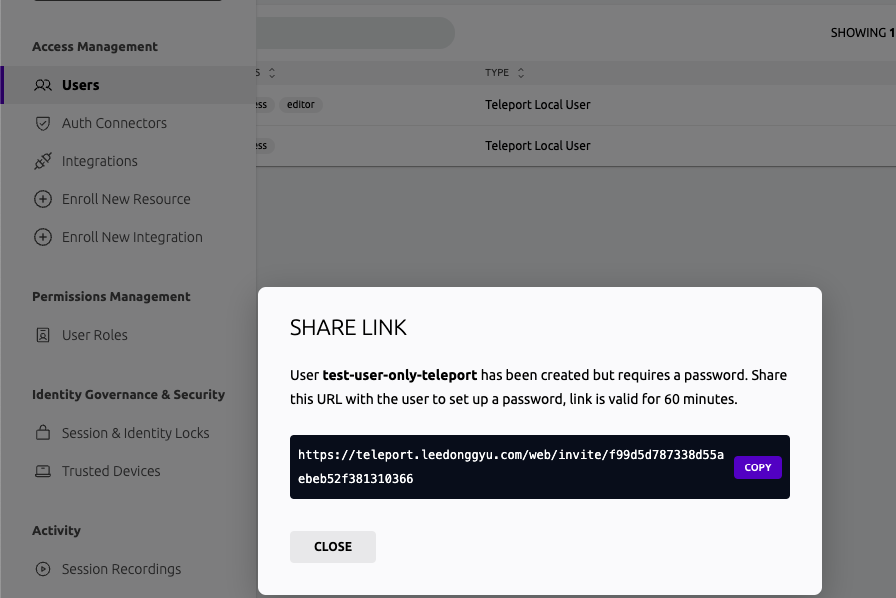 Access Management
Users
Auth Connectors
Integrations
Enroll New Resource
Enroll New Integration
Permissions Management
User Roles
Identity Governance & Security
Session & Identity Locks
Trusted Devices
Activity
Session Recordings
SHOWING 1
S TYPE
ess editor Teleport Local User
ess Teleport Local User
SHARE LINK
User test-user-only-teleport has been created but requires a password. Share
this URL with the user to set up a password, link is valid for 60 minutes.
https://teleport.leedonggyu.com/web/invite/f99d5d787338d55a
ebeb52f381310366
COPY
CLOSE